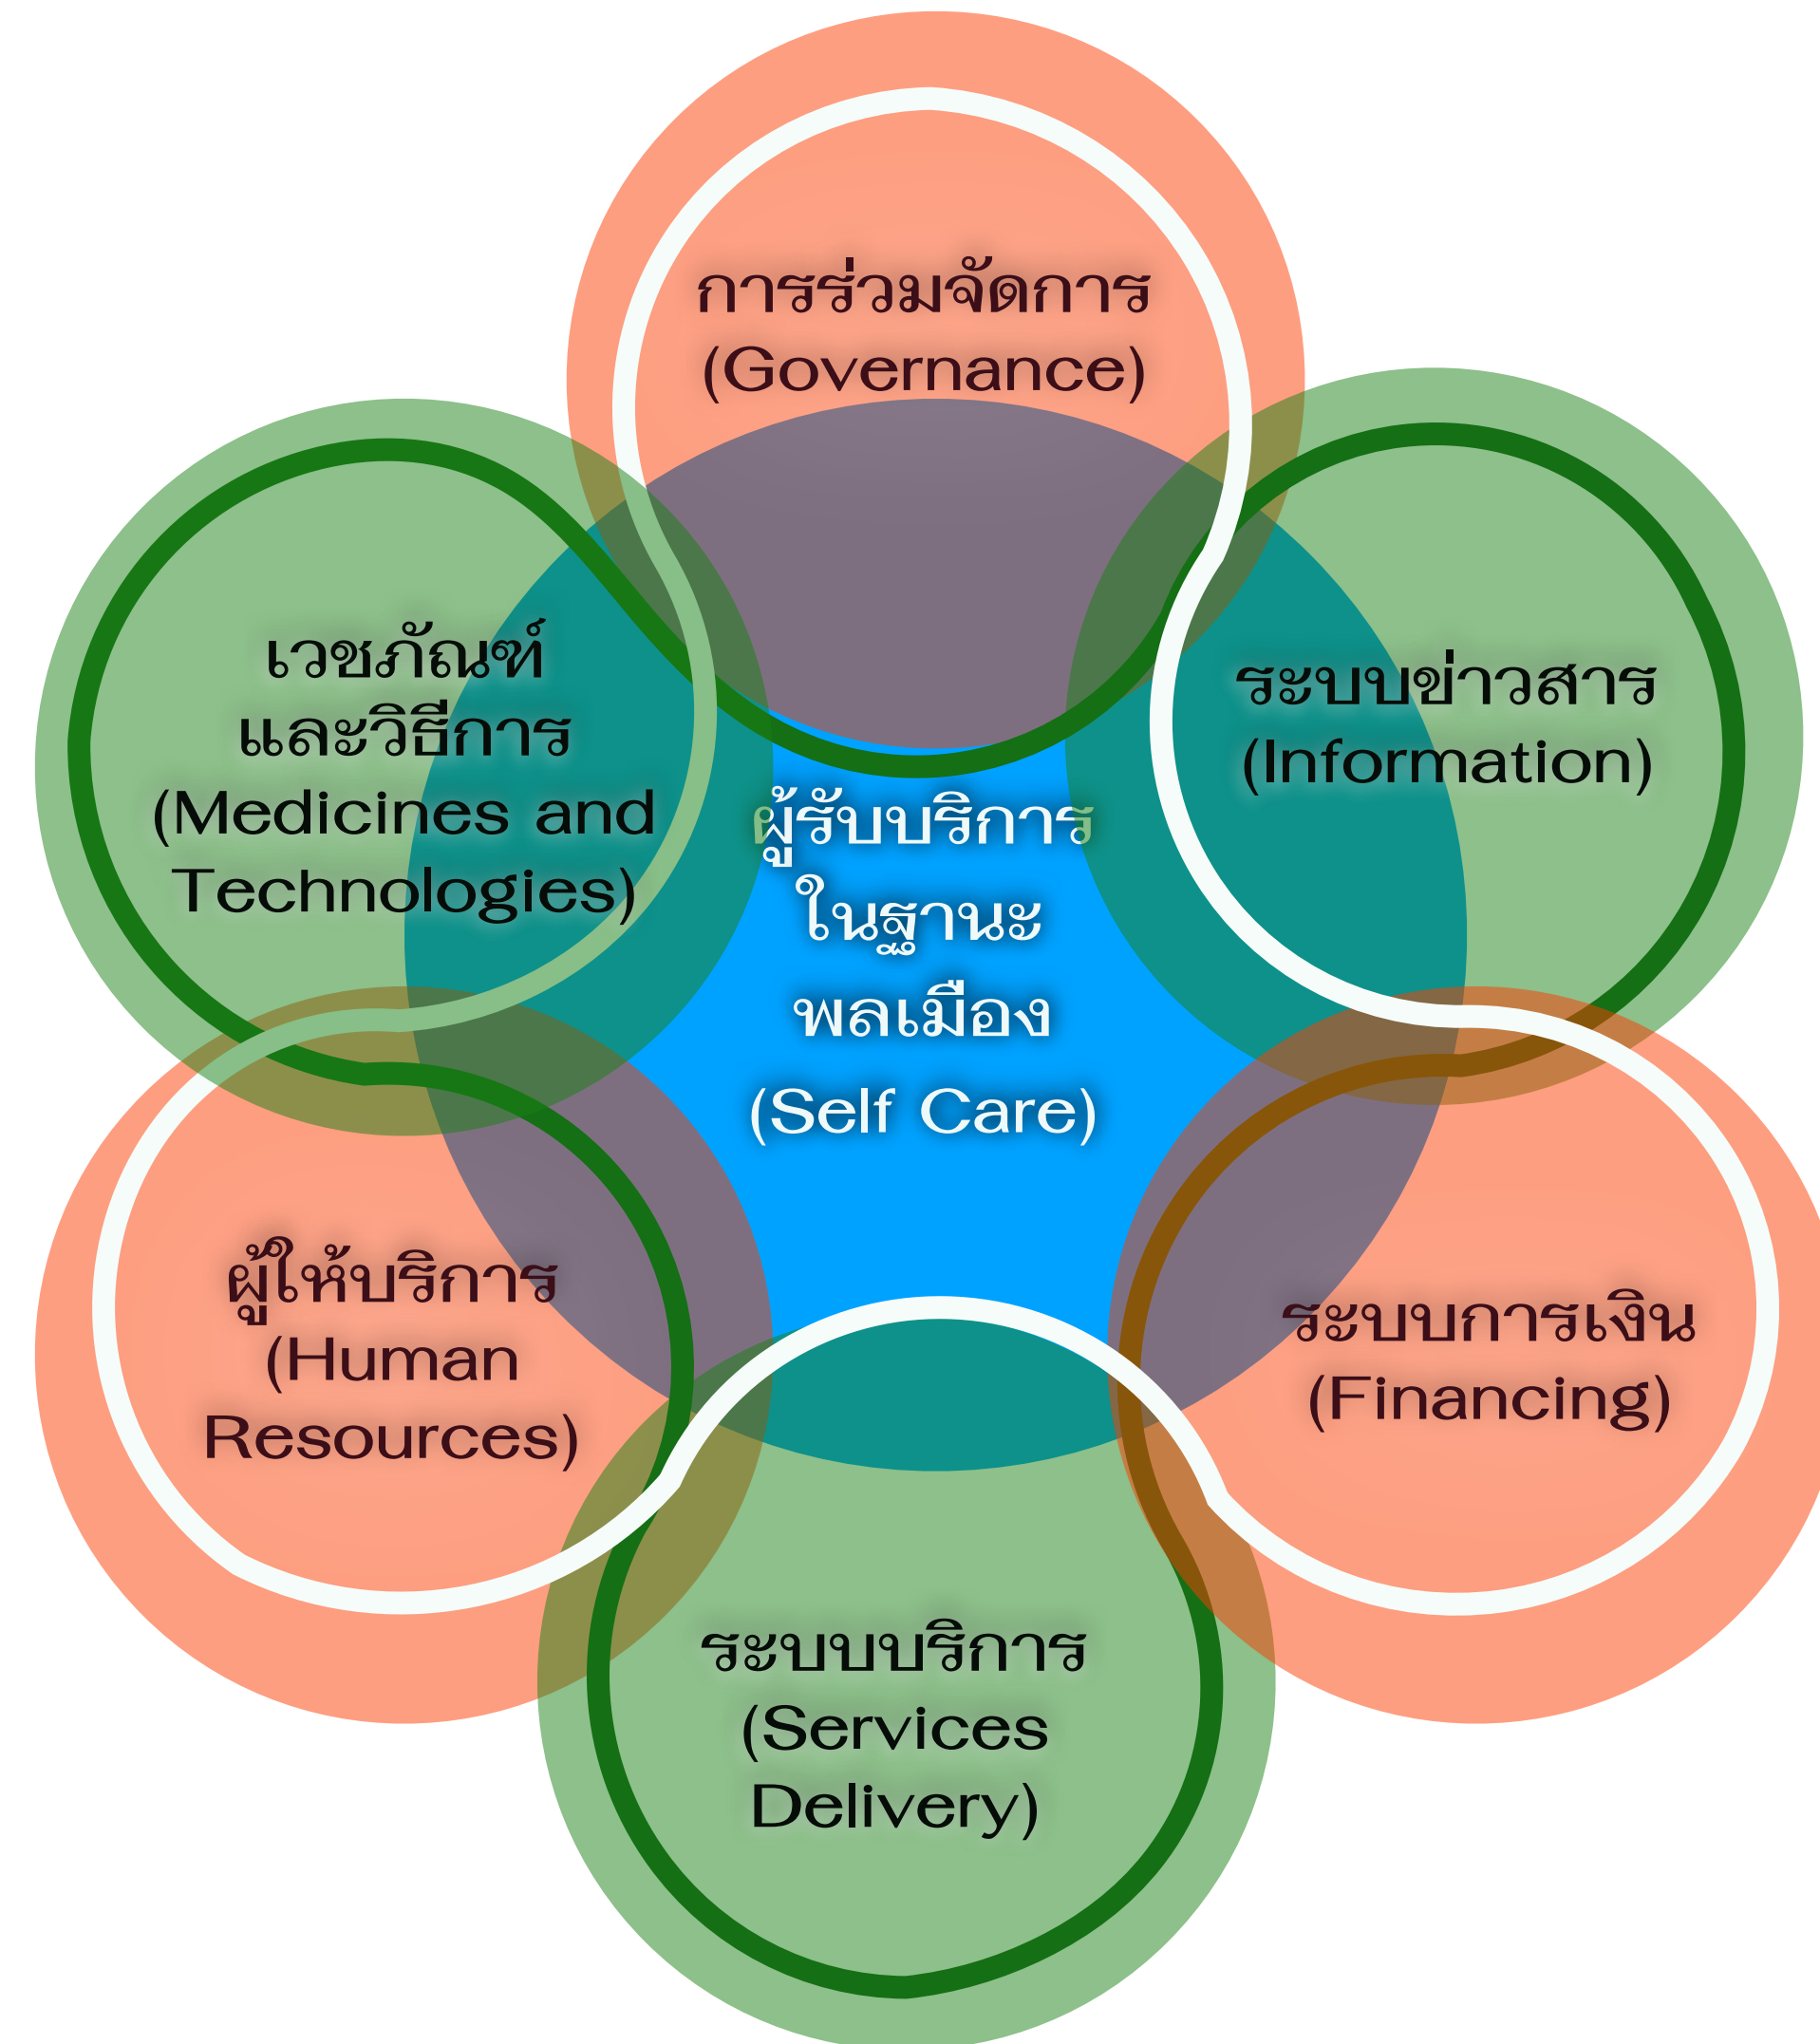 การร่วมจัดการ
(Governance)
เวชภัณฑ์
และวิธีการ
(Medicines and
Technologies)
ระบบข่าวสาร
(Information)
ผู้รับบริการ
ในฐานะ
พลเมือง
(Self Care)
ผู้ให้บริการ
(Human
Resources)
ระบบการเงิน
(Financing)
ระบบบริการ
(Services
Delivery)